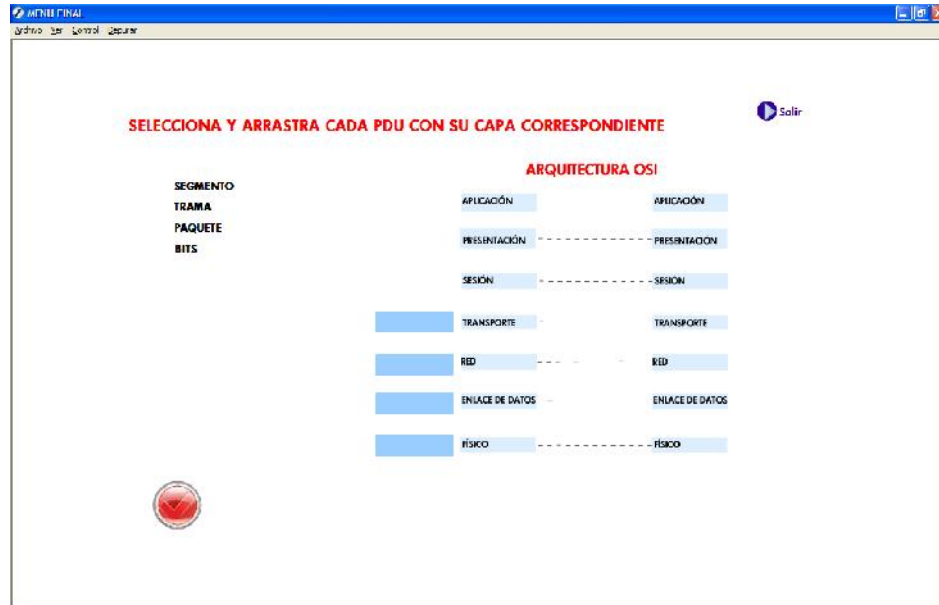 MENU FINAL
Archivo Ver Control Depurar
Salir
SELECCIONA Y ARRASTRA CADA PDU CON SU CAPA CORRESPONDIENTE
ARQUITECTURA OSI
SEGMENTO
TRAMA
PAQUETE
BITS
APLICACIÓN APLICACIÓN
PRESENTACIÓN PRESENTACIÓN
SESIÓN SESIÓN
TRANSPORTE TRANSPORTE
RED RED
ENLACE DE DATOS ENLACE DE DATOS
FÍSICO FÍSICO